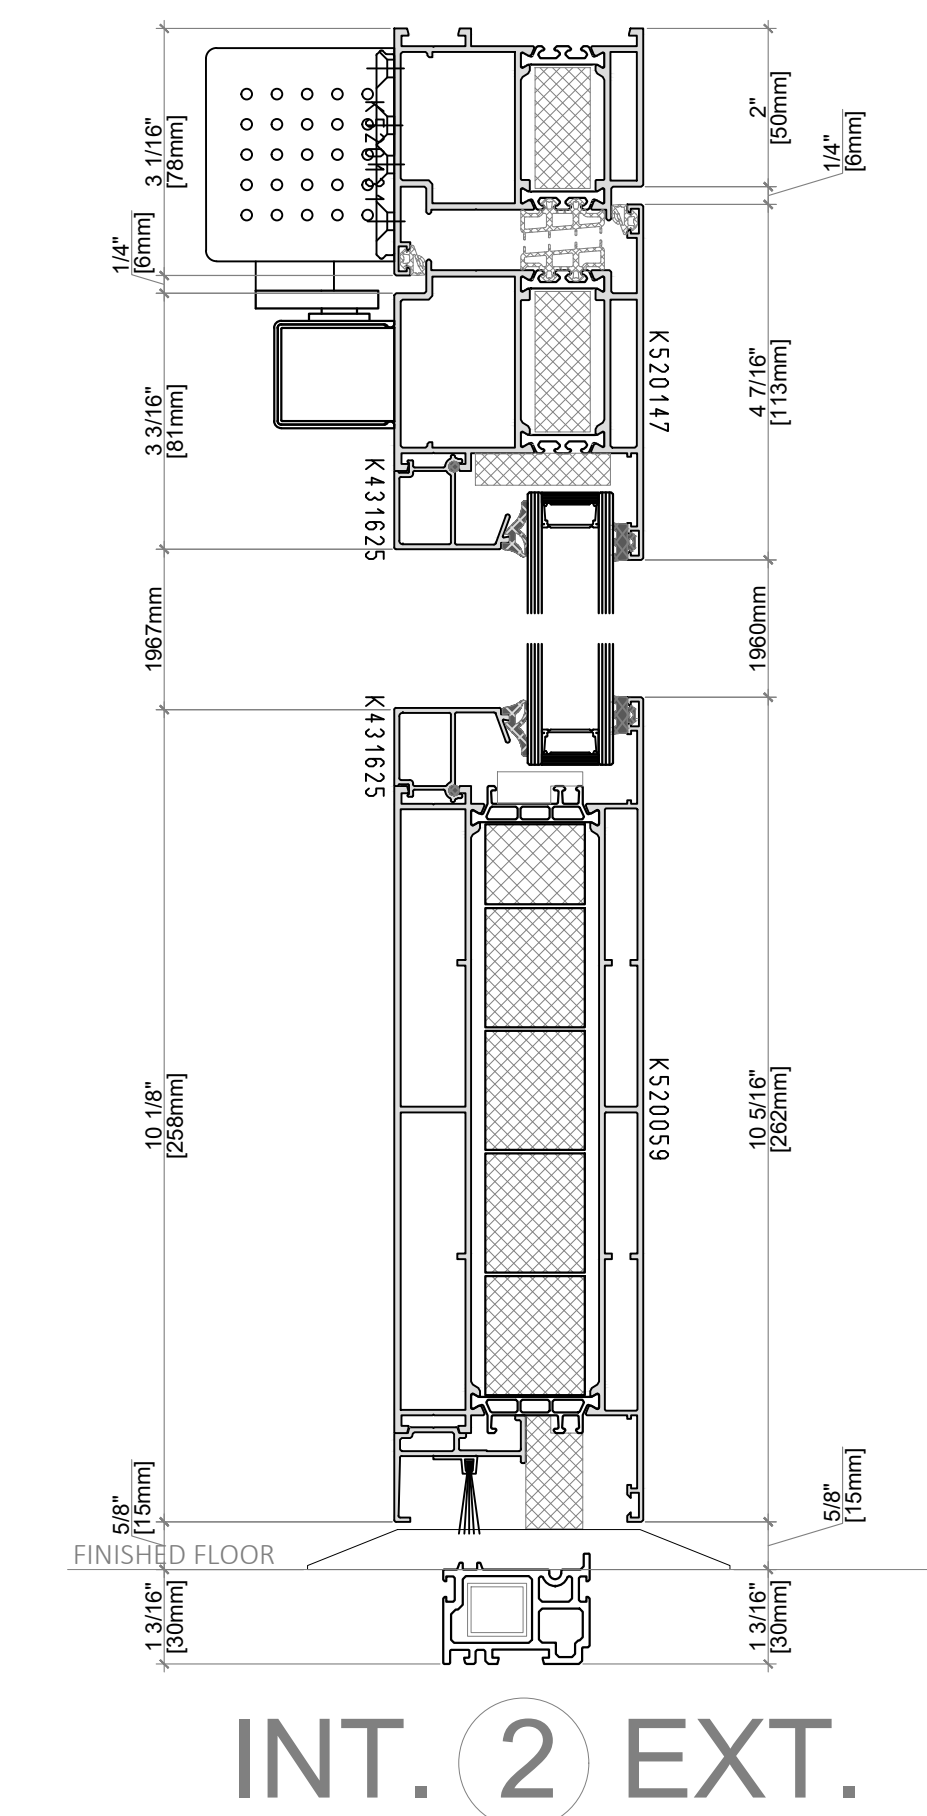 3 1/16"
[78mm]
1/4"
[6mm]
3 3/16"
[81mm]
1967mm
10 1/8"
[258mm]
5/8"
[15mm]
FINISHED FLOOR
1 3/16"
[30mm]
K431625
K431625
K520147
K520059
2"
[50mm]
1/4"
[6mm]
4 7/16"
[113mm]
1960mm
10 5/16"
[262mm]
5/8"
[15mm]
1 3/16"
[30mm]
INT. 2 EXT.